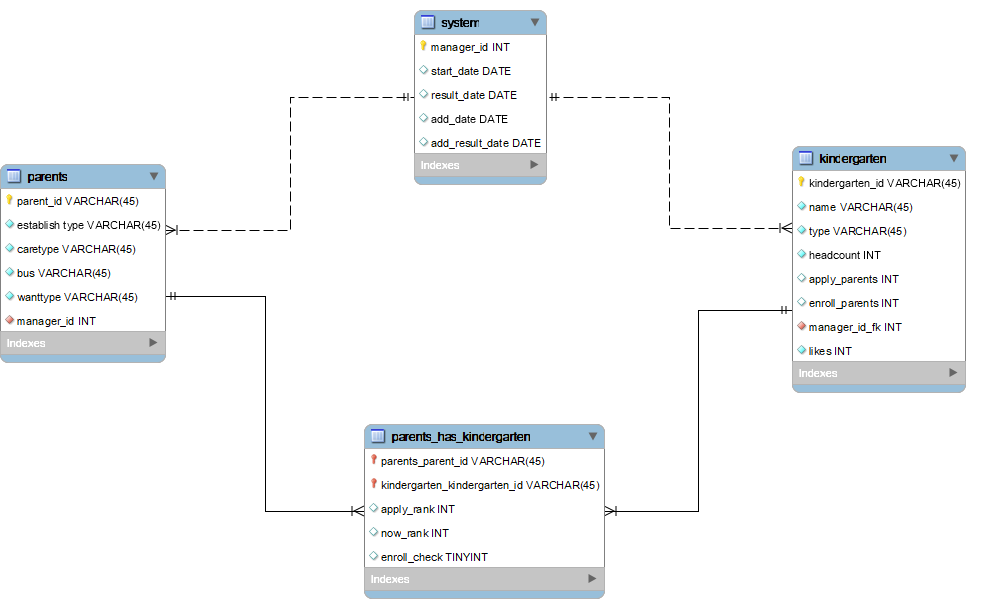 system
manager_id INT
start_date DATE
result_date DATE
add_date DATE
add_result_date DATE
Indexes
parents
parent_id VARCHAR(45)
establish type VARCHAR(45)
caretype VARCHAR(45)
bus VARCHAR(45)
wanttype VARCHAR(45)
manager_id INT
Indexes
kindergarten
kindergarten_id VARCHAR(45)
name VARCHAR(45)
type VARCHAR(45)
headcount INT
apply_parents INT
enroll_parents INT
manager_id_fk INT
likes INT
Indexes
parents_has_kindergarten
parents_parent_id VARCHAR(45)
kindergarten_kindergarten_id VARCHAR(45)
apply_rank INT
now_rank INT
enroll_check TINYINT
Indexes